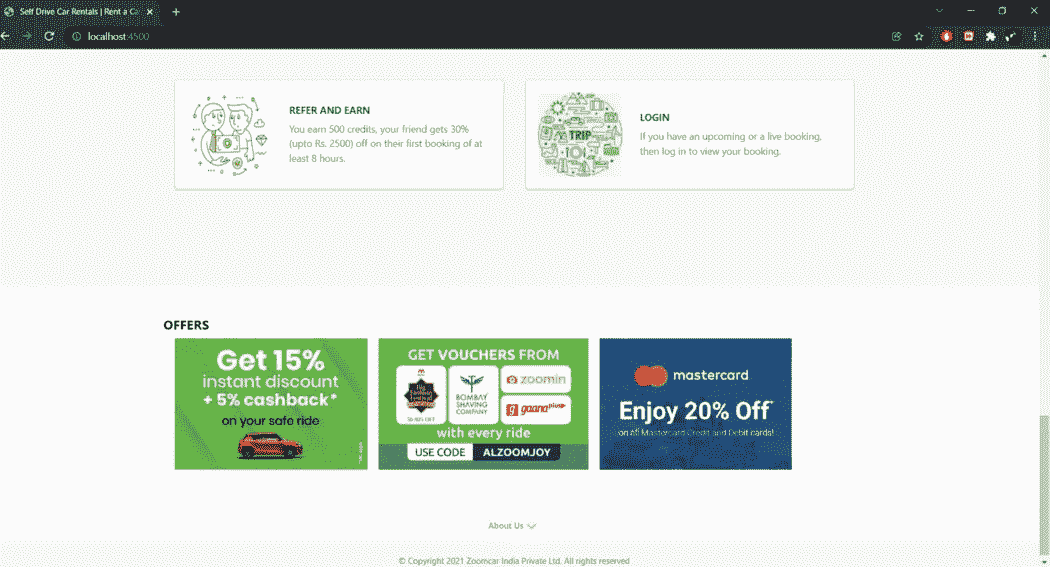 Self Drive Car Rentals | Rent a Ca
localhost:4500
REFER AND EARN
You earn 500 credits, your friend gets 30%
(upto Rs. 2500) off on their first booking of at
least 8 hours.
TRIP
LOGIN
If you have an upcoming or a live booking,
then log in to view your booking.
OFFERS
Get 15%
instant discount
+ 5% cashback*
on your safe ride
GET VOUCHERS FROM
BOMBAY
SHAVING
COMPANY
zoomin
gaana plus
with every ride
USE CODE ALZOOMJOY
mastercard
Enjoy 20% Off*
on all Mastercard Credit and Debit cards!
About Us
© Copyright 2021 Zoomcar India Private Ltd. All rights reserved